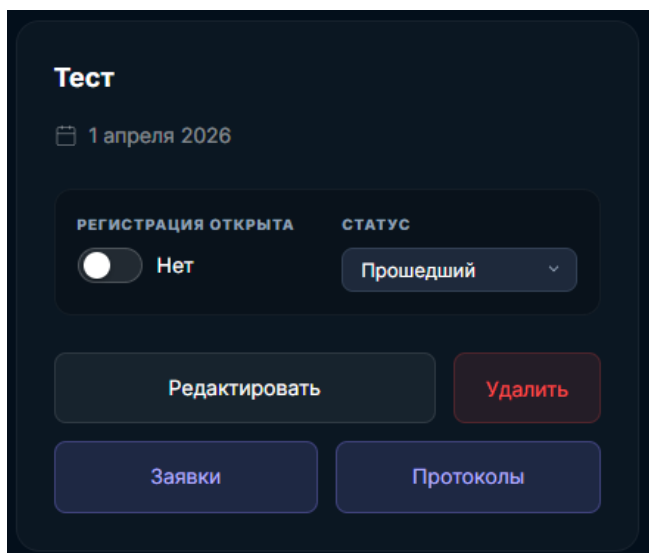 Тест
1 апреля 2026
РЕГИСТРАЦИЯ ОТКРЫТА
СТАТУС
Нет
Прошедший
Редактировать
Удалить
Заявки
Протоколы